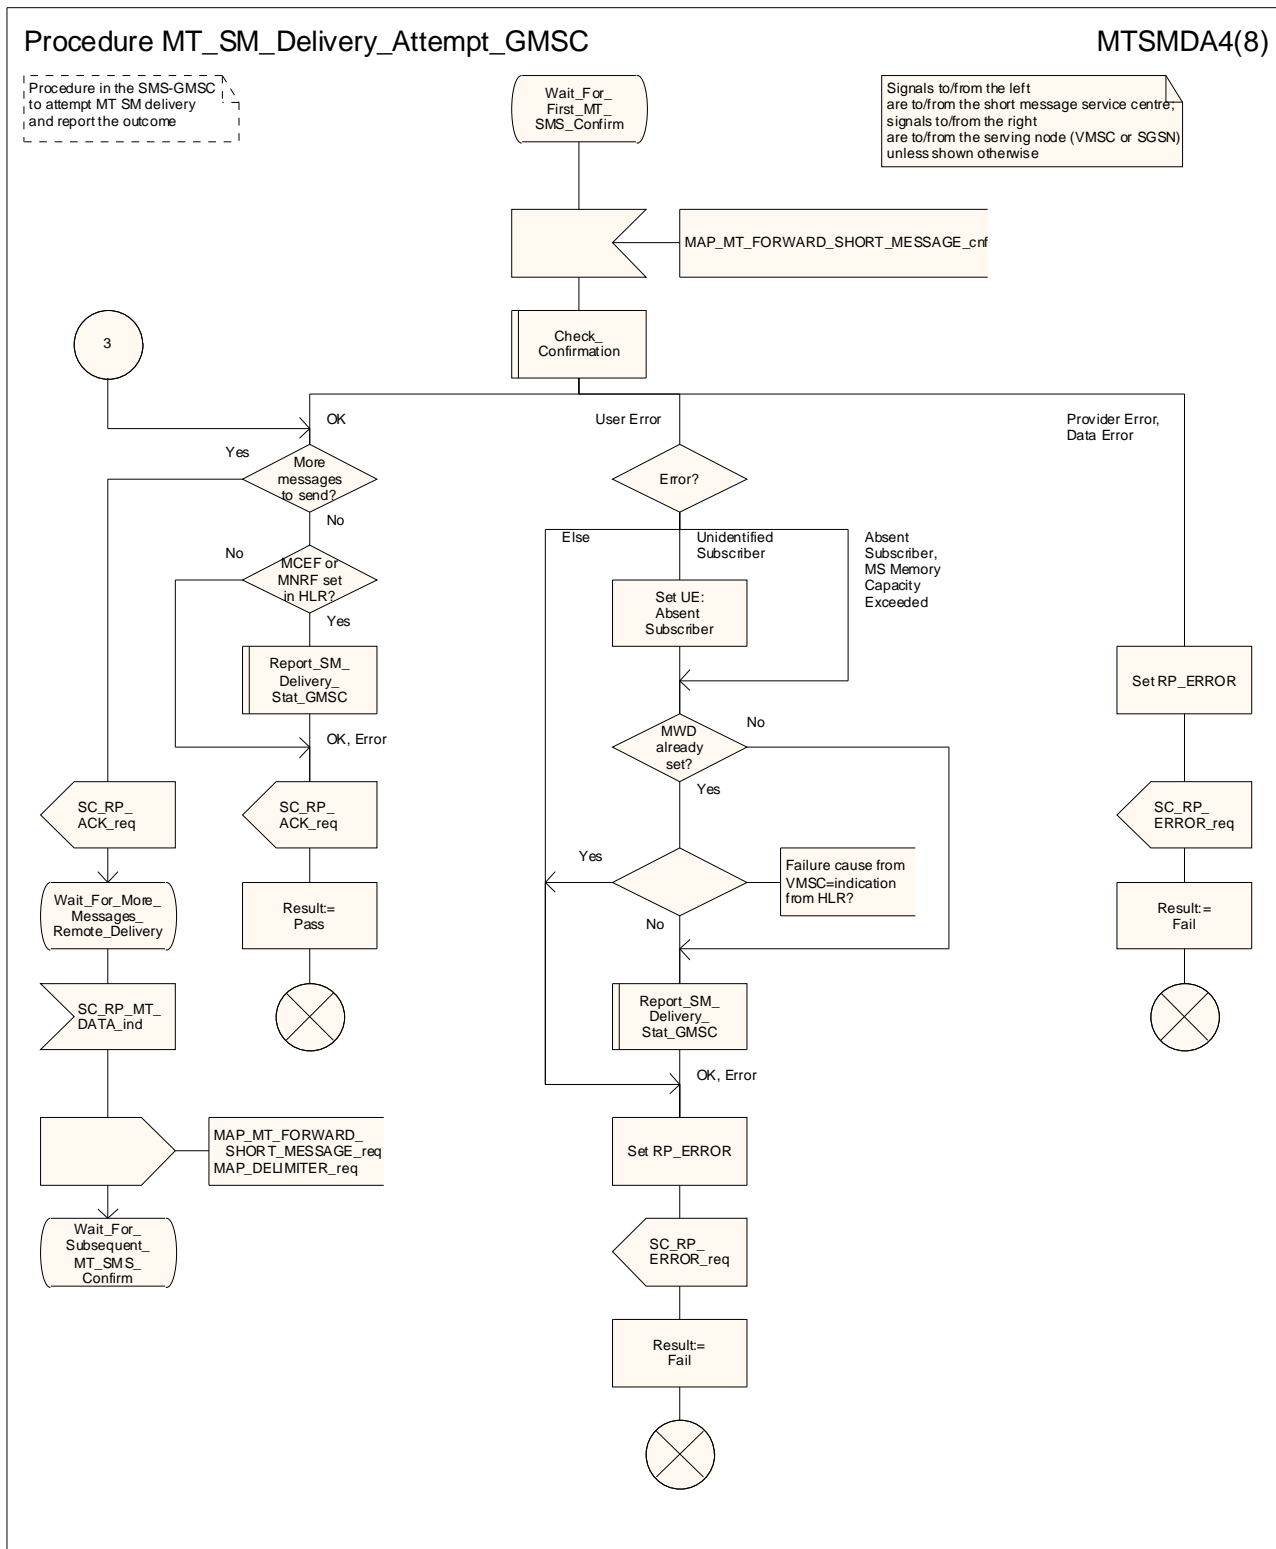 Procedure MT_SM_Delivery_Attempt_GMSC
MTSMDA4(8)
Procedure in the SMS-GMSC
to attempt MT SM delivery
and report the outcome
Wait_For_
First_MT_
SMS_Confirm
Signals to/from the left
are to/from the short message service centre;
signals to/from the right
are to/from the serving node (VMSC or SGSN)
unless shown otherwise
MAP_MT_FORWARD_SHORT_MESSAGE_cnf
Check_
Confirmation
3
OK
User Error
Provider Error,
Data Error
Yes
More
messages
to send?
Error?
No
Else
Unidentified
Subscriber
Absent
Subscriber,
MS Memory
Capacity
Exceeded
No
MCEF or
MNRF set
in HLR?
Yes
Set UE:
Absent
Subscriber
Report_SM_
Delivery_
Stat_GMSC
Set RP_ERROR
OK, Error
MWD
already
set?
No
Yes
SC_RP_
ACK_req
SC_RP_
ACK_req
SC_RP_
ERROR_req
Yes
Failure cause from
VMSC=indication
from HLR?
No
Wait_For_More_
Messages_
Remote_Delivery
Result:=
Pass
Result:=
Fail
SC_RP_MT_
DATA_ind
Report_SM_
Delivery_
Stat_GMSC
OK, Error
MAP_MT_FORWARD_
SHORT_MESSAGE_req
MAP_DELIMITER_req
Set RP_ERROR
Wait_For_
Subsequent_
MT_SMS_
Confirm
SC_RP_
ERROR_req
Result:=
Fail